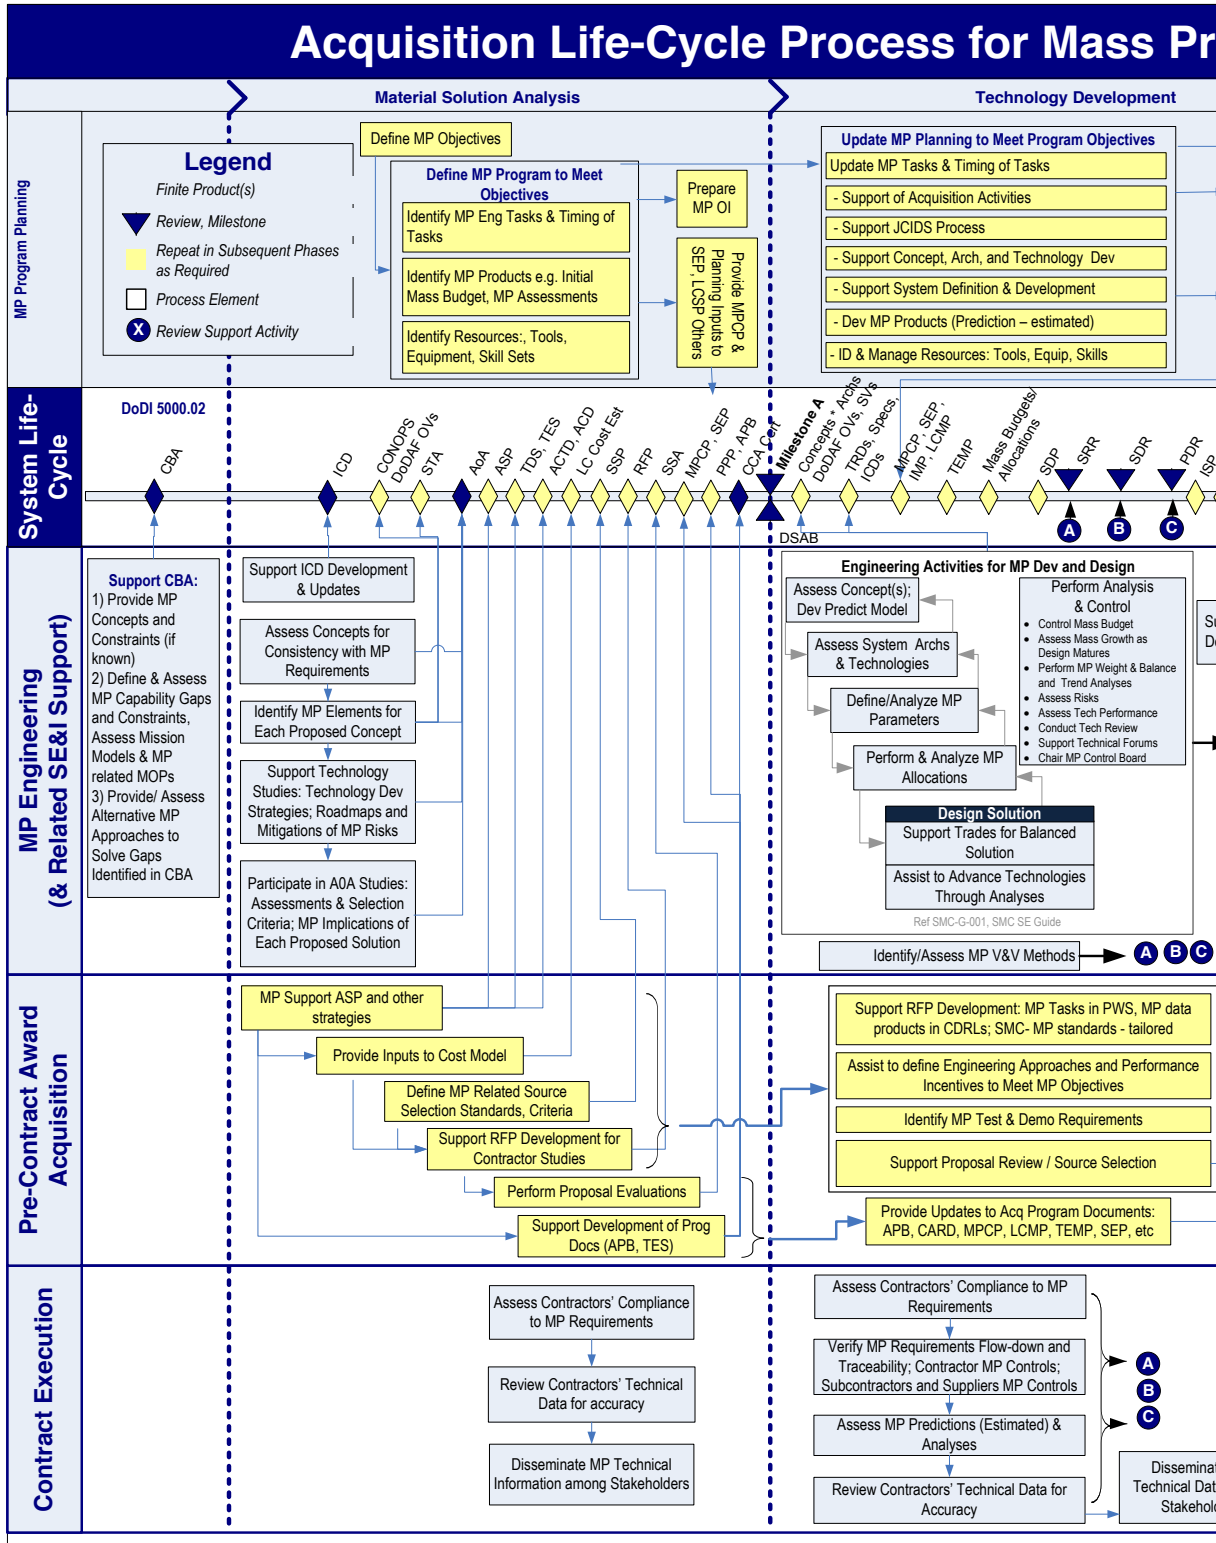 Acquisition Life-Cycle Process for Mass Pr
Material Solution Analysis
Technology Development
MP Program Planning
Legend
Finite Product(s)
Review, Milestone
Repeat in Subsequent Phases
as Required
Process Element
X
Review Support Activity
Define MP Objectives
Define MP Program to Meet
Objectives
Identify MP Eng Tasks & Timing of
Tasks
Identify MP Products e.g. Initial
Mass Budget, MP Assessments
Identify Resources:, Tools,
Equipment, Skill Sets
Prepare
MP OI
Provide MPCP &
Planning Inputs to
SEP, LCSP Others
Update MP Planning to Meet Program Objectives
Update MP Tasks & Timing of Tasks
- Support of Acquisition Activities
- Support JCIDS Process
- Support Concept, Arch, and Technology Dev
- Support System Definition & Development
- Dev MP Products (Prediction – estimated)
- ID & Manage Resources: Tools, Equip, Skills
System Life-
Cycle
DoDI 5000.02
CBA
ICD
CONOPS
DoDAF OVs
STA
AoA
ASP
TDS, TES
ACTD, ACD
LC Cost Est
SSP
RFP
SSA
MPCP, SEP
PPP, APB
CCA Cert
Milestone A
Concepts * Archs
DoDAF OVs, SVs
TRDs, Specs,
ICDs
MPCP, SEP,
IMP, LCMP
TEMP
Mass Budgets/
Allocations
SDP
SRR
SDR
PDR
ISP
A
B
C
DSAB
MP Engineering
(& Related SE&I Support)
Support CBA:
1) Provide MP
Concepts and
Constraints (if
known)
2) Define & Assess
MP Capability Gaps
and Constraints,
Assess Mission
Models & MP
related MOPs
3) Provide/ Assess
Alternative MP
Approaches to
Solve Gaps
Identified in CBA
Support ICD Development
& Updates
Assess Concepts for
Consistency with MP
Requirements
Identify MP Elements for
Each Proposed Concept
Support Technology
Studies: Technology Dev
Strategies; Roadmaps and
Mitigations of MP Risks
Participate in A0A Studies:
Assessments & Selection
Criteria; MP Implications of
Each Proposed Solution
Engineering Activities for MP Dev and Design
Assess Concept(s);
Dev Predict Model
Assess System Archs
& Technologies
Define/Analyze MP
Parameters
Perform & Analyze MP
Allocations
Design Solution
Support Trades for Balanced
Solution
Assist to Advance Technologies
Through Analyses
Perform Analysis
& Control
• Control Mass Budget
• Assess Mass Growth as
Design Matures
• Perform MP Weight & Balance
and Trend Analyses
• Assess Risks
• Assess Tech Performance
• Conduct Tech Review
• Support Technical Forums
• Chair MP Control Board
Su
De
Ref SMC-G-001, SMC SE Guide
Identify/Assess MP V&V Methods
A
B
C
Pre-Contract Award
Acquisition
MP Support ASP and other
strategies
Provide Inputs to Cost Model
Define MP Related Source
Selection Standards, Criteria
Support RFP Development for
Contractor Studies
Perform Proposal Evaluations
Support Development of Prog
Docs (APB, TES)
Support RFP Development: MP Tasks in PWS, MP data
products in CDRLs; SMC- MP standards - tailored
Assist to define Engineering Approaches and Performance
Incentives to Meet MP Objectives
Identify MP Test & Demo Requirements
Support Proposal Review / Source Selection
Provide Updates to Acq Program Documents:
APB, CARD, MPCP, LCMP, TEMP, SEP, etc
Contract Execution
Assess Contractors' Compliance
to MP Requirements
Review Contractors' Technical
Data for accuracy
Disseminate MP Technical
Information among Stakeholders
Assess Contractors' Compliance to MP
Requirements
Verify MP Requirements Flow-down and
Traceability; Contractor MP Controls;
Subcontractors and Suppliers MP Controls
Assess MP Predictions (Estimated) &
Analyses
Review Contractors' Technical Data for
Accuracy
A
B
C
Disseminat
Technical Dat
Stakeholc